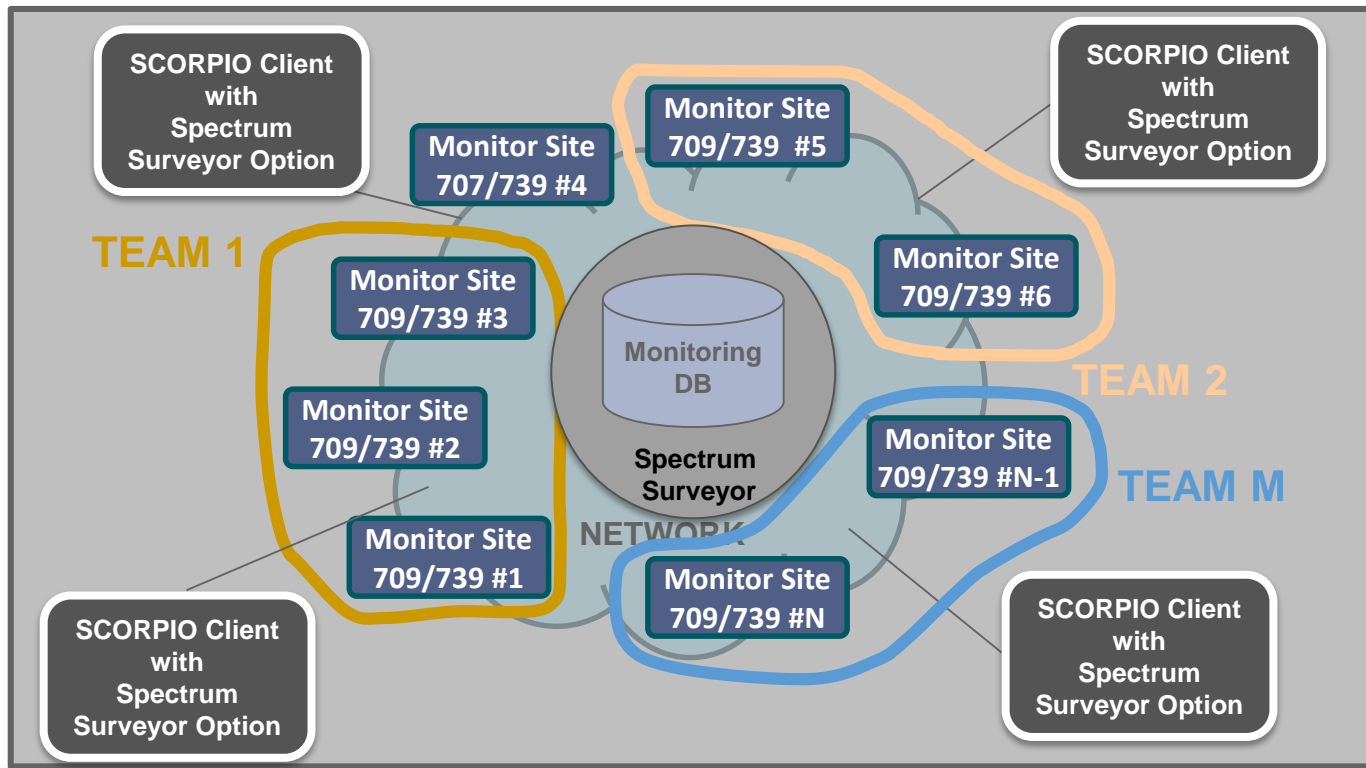 SCORPIO Client
with
Spectrum
Surveyor Option
SCORPIO Client
with
Spectrum
Surveyor Option
Monitor Site
709/739 #5
Monitor Site
707/739 #4
TEAM 1
Monitor Site
709/739 #3
Monitor Site
709/739 #6
Monitoring
DB
TEAM 2
Monitor Site
709/739 #2
Monitor Site
709/739 #N-1
Spectrum
Surveyor
TEAM M
NETWORK
Monitor Site
709/739 #1
Monitor Site
709/739 #N
SCORPIO Client
with
Spectrum
Surveyor Option
SCORPIO Client
with
Spectrum
Surveyor Option